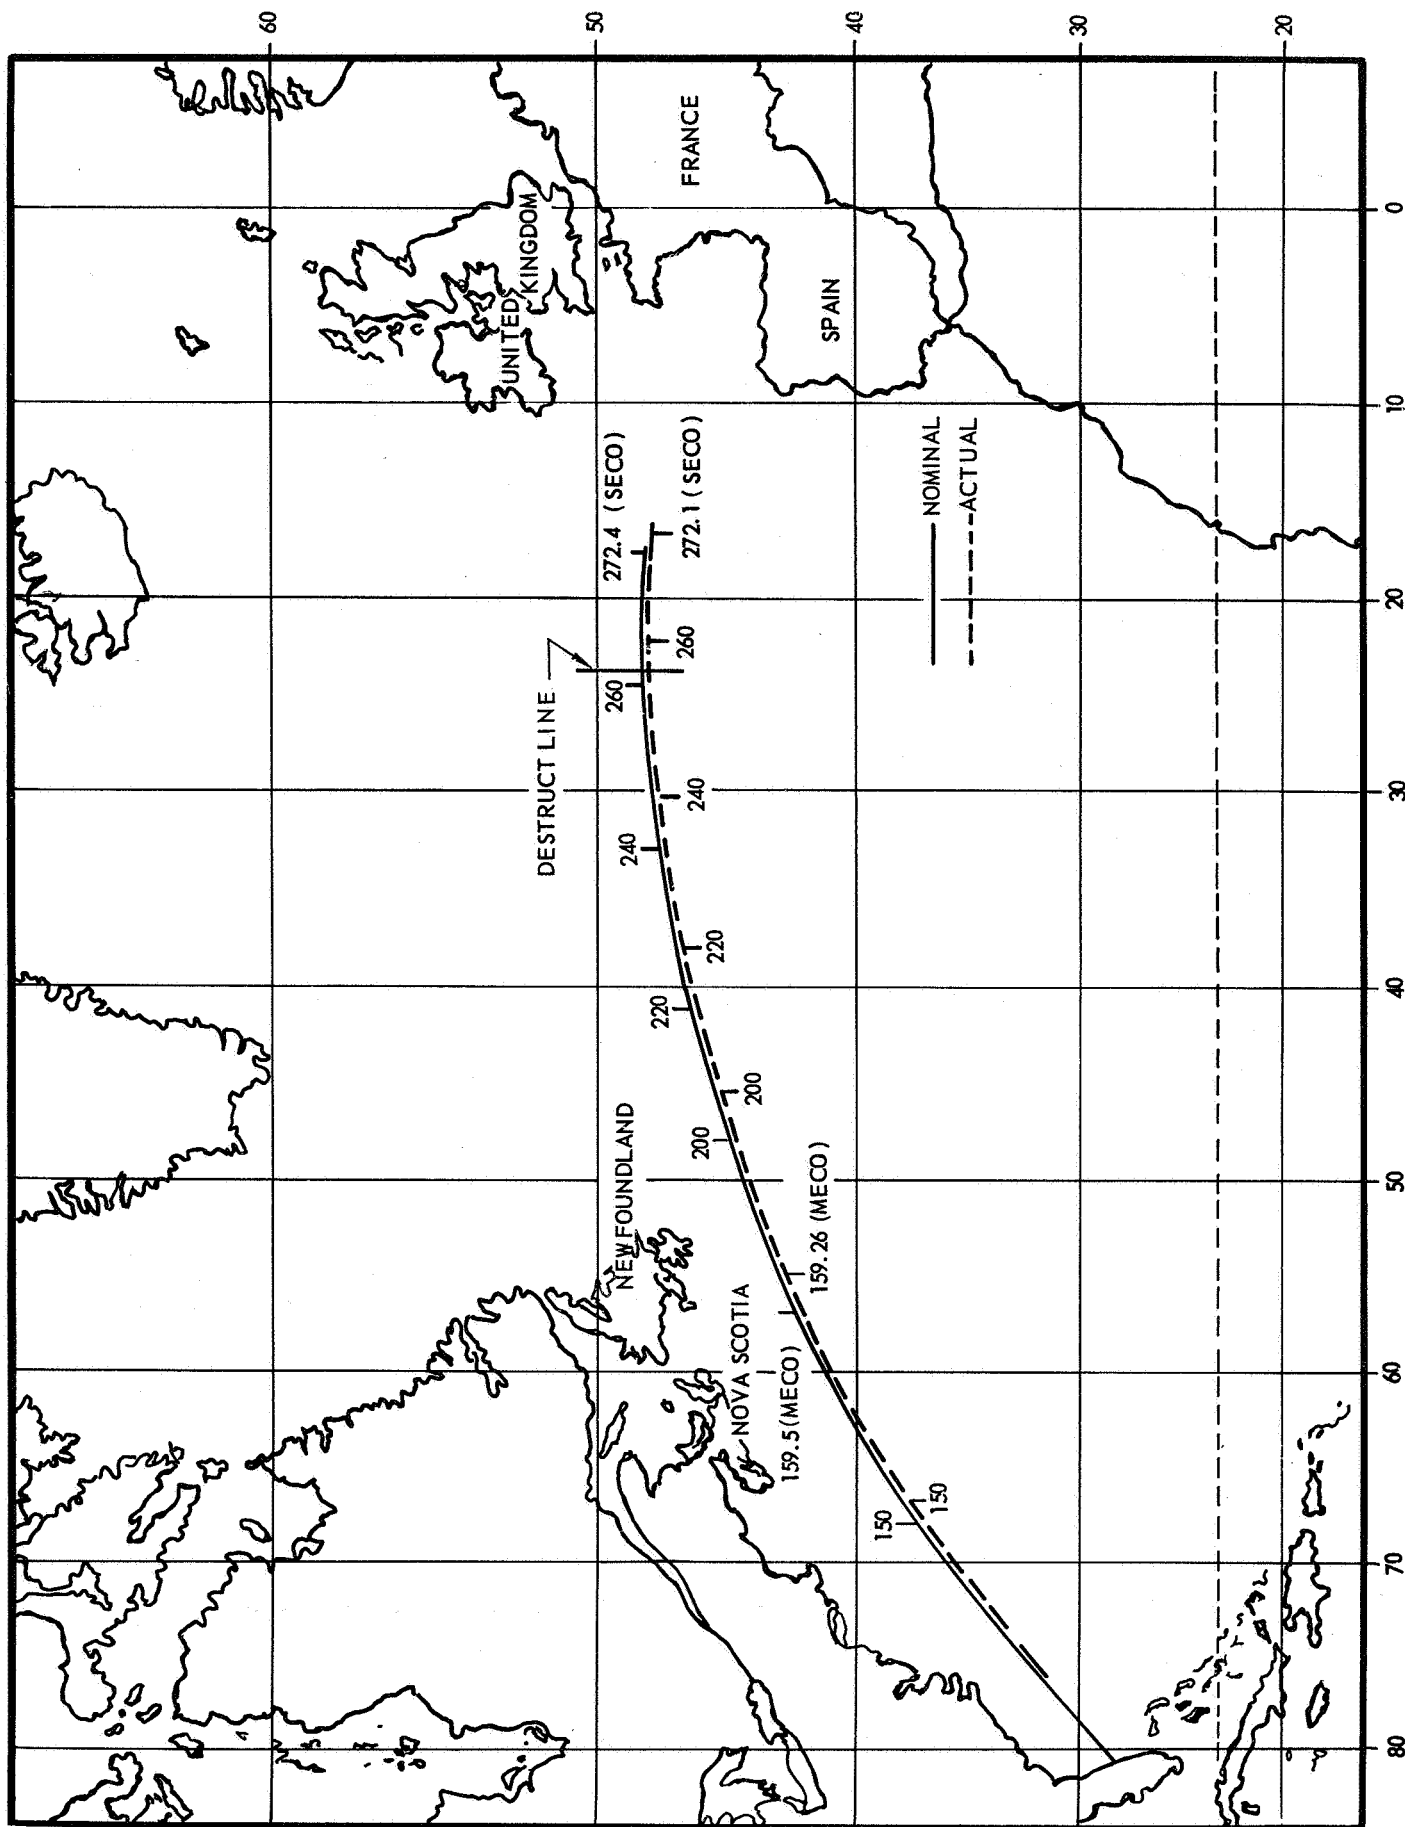 60
50
40
30
20
0
10
20
30
40
50
60
70
80
UNITED
KINGDOM
FRANCE
SPAIN
NOMINAL
ACTUAL
272.4 (SECO)
272.1 (SECO)
DESTRUCT LINE
260
260
240
240
220
220
200
200
NEWFOUNDLAND
NOVA SCOTIA
159.5 (MECO)
159.26 (MECO)
150
150